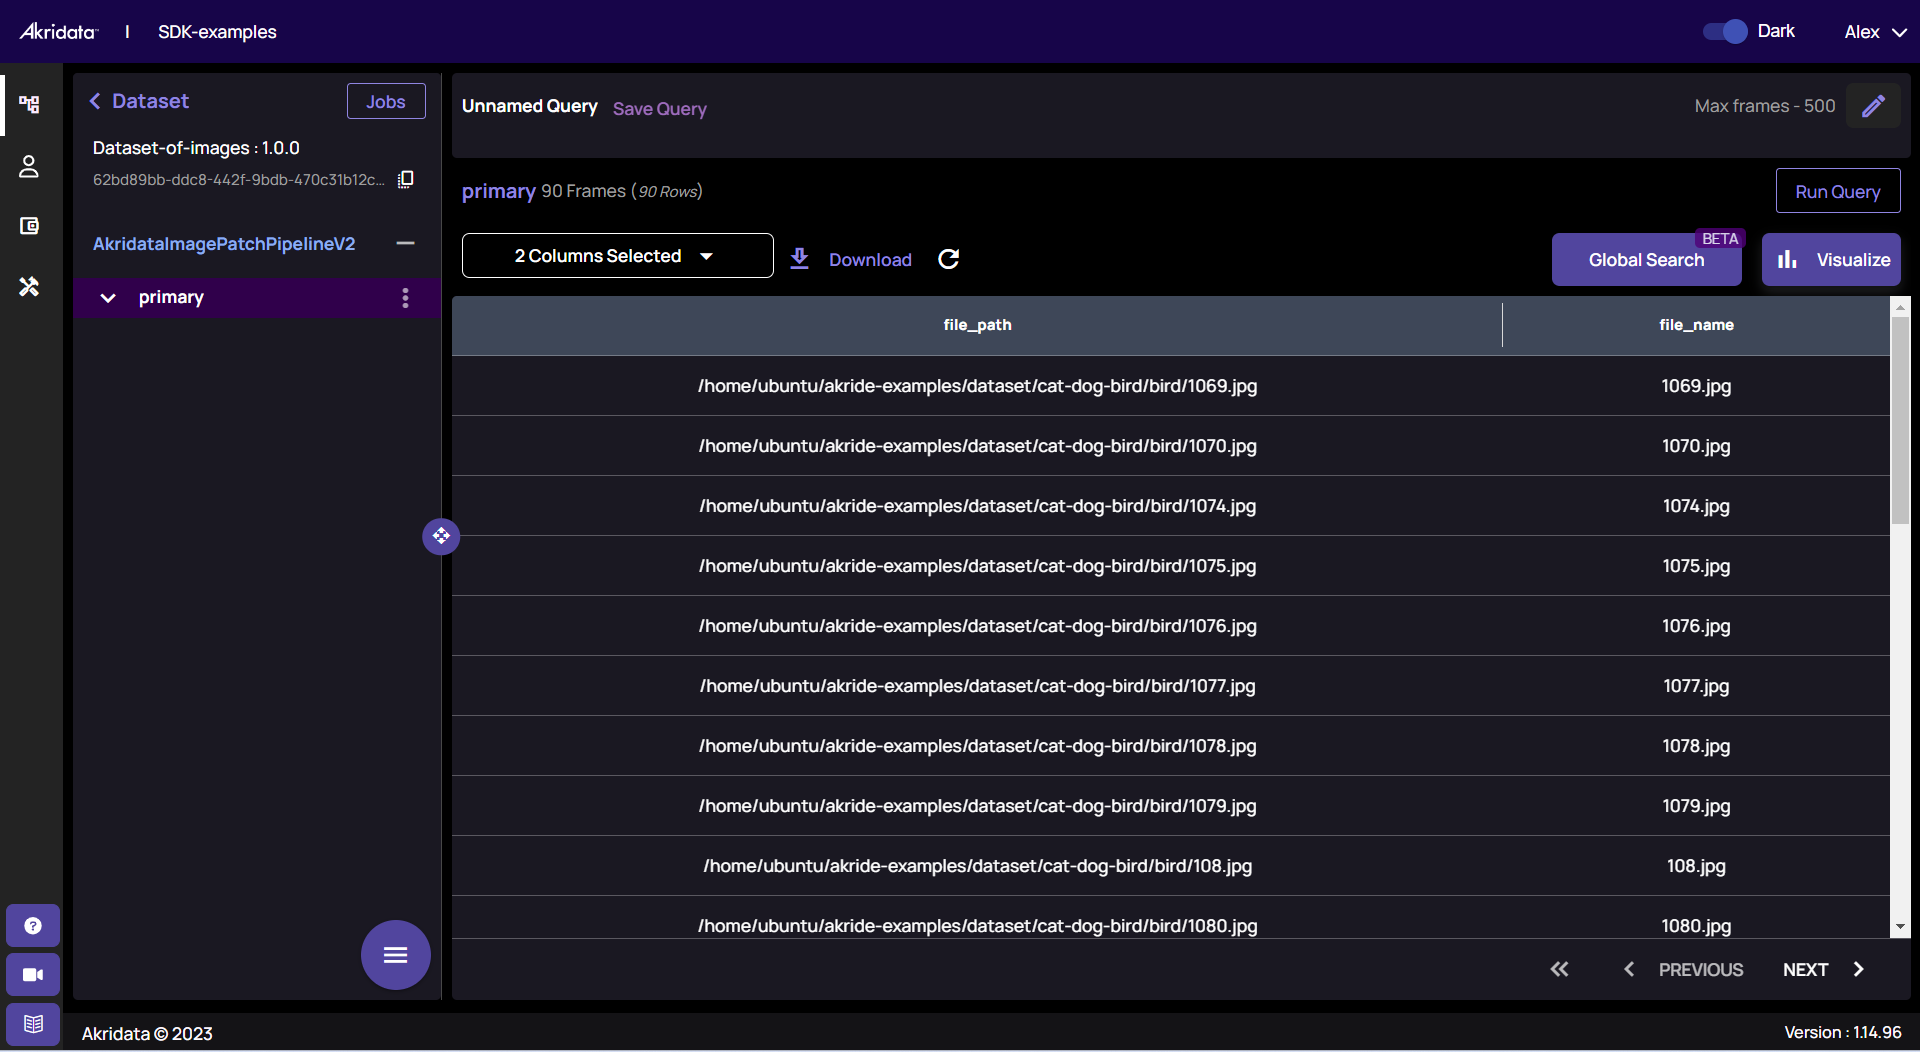 Akridata | SDK-examples
Dark
Alex
Dataset
Jobs
Dataset-of-images : 1.0.0
62bd89bb-ddc8-442f-9bdb-470c31b12c...
AkridataImagePatchPipelineV2
primary
Unnamed Query
Save Query
Max frames - 500
primary 90 Frames (90 Rows)
Run Query
2 Columns Selected
Download
BETA
Global Search
Visualize
file_path file_name
/home/ubuntu/akride-examples/dataset/cat-dog-bird/bird/1069.jpg 1069.jpg
/home/ubuntu/akride-examples/dataset/cat-dog-bird/bird/1070.jpg 1070.jpg
/home/ubuntu/akride-examples/dataset/cat-dog-bird/bird/1074.jpg 1074.jpg
/home/ubuntu/akride-examples/dataset/cat-dog-bird/bird/1075.jpg 1075.jpg
/home/ubuntu/akride-examples/dataset/cat-dog-bird/bird/1076.jpg 1076.jpg
/home/ubuntu/akride-examples/dataset/cat-dog-bird/bird/1077.jpg 1077.jpg
/home/ubuntu/akride-examples/dataset/cat-dog-bird/bird/1078.jpg 1078.jpg
/home/ubuntu/akride-examples/dataset/cat-dog-bird/bird/1079.jpg 1079.jpg
/home/ubuntu/akride-examples/dataset/cat-dog-bird/bird/108.jpg 108.jpg
/home/ubuntu/akride-examples/dataset/cat-dog-bird/bird/1080.jpg 1080.jpg
PREVIOUS NEXT
Akridata © 2023
Version : 1.14.96